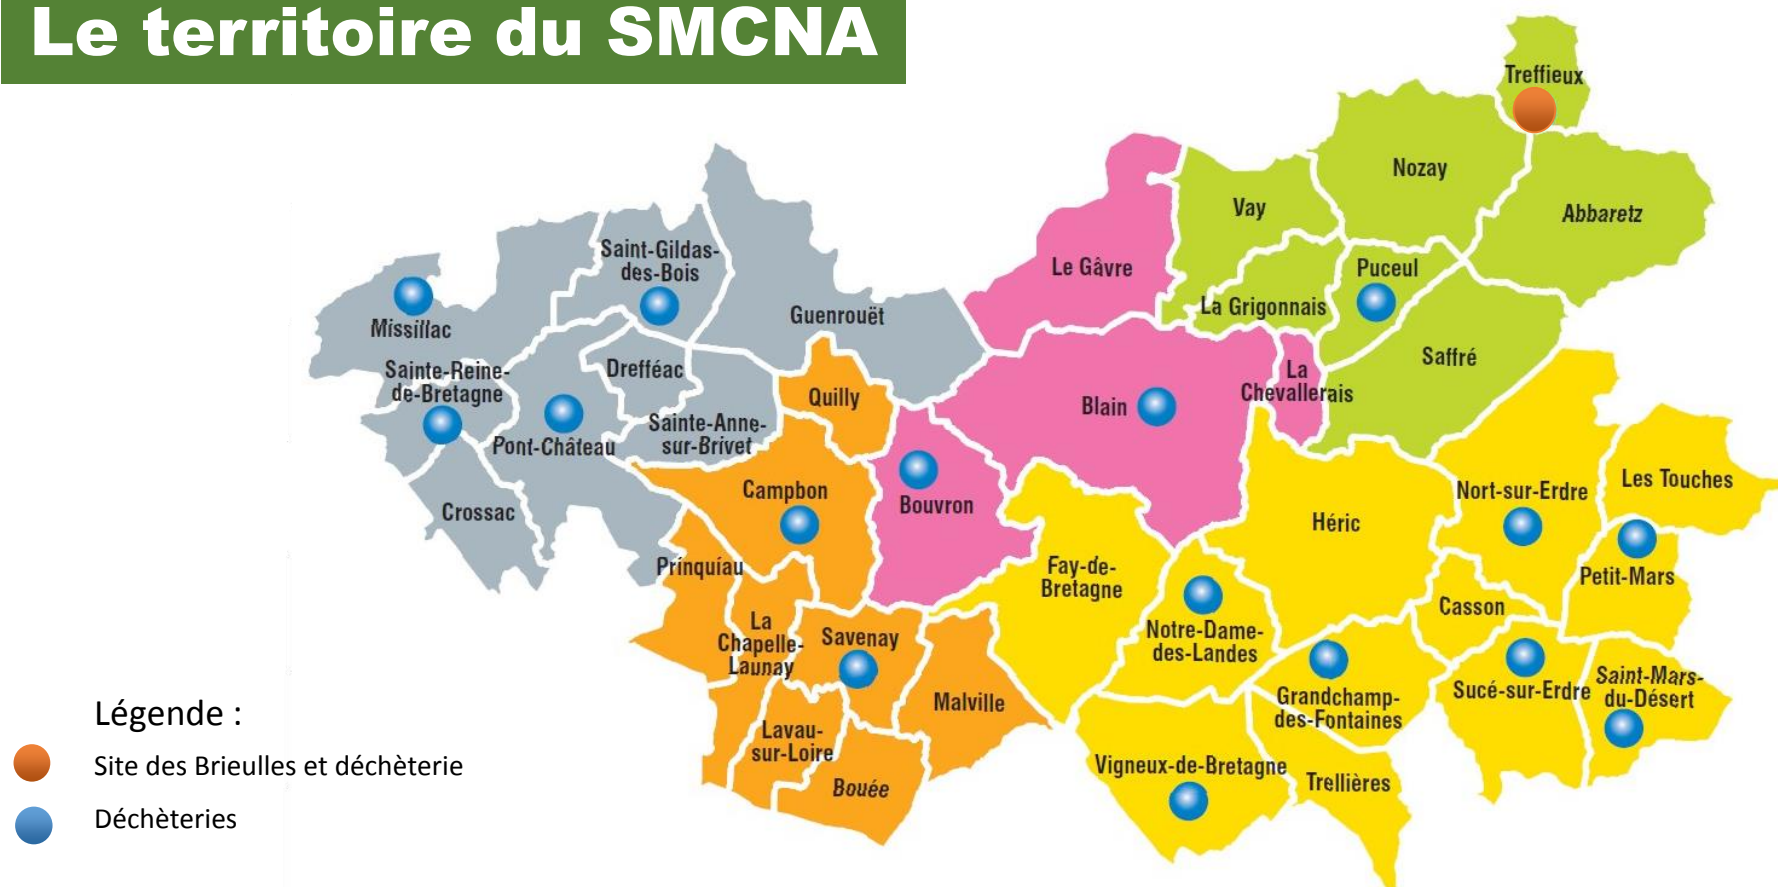 Le territoire du SMCNA
Treffieux
Nozay
Abbaretz
Vay
Le Gâvre
Puceul
La Grigonnais
Saffré
Saint-Gildas-
des-Bois
Guenrouët
Missillac
Sainte-Reine-
de-Bretagne
Drefféac
Quilly
Blain
La
Chevallerais
Pont-Château
Sainte-Anne-
sur-Brivet
Crossac
Campbon
Bouvron
Héric
Nort-sur-Erdre
Les Touches
Prinquiau
Fay-de-
Bretagne
Petit-Mars
Casson
La
Chapelle-
Launay
Savenay
Notre-Dame-
des-Landes
Malville
Grandchamp-
des-Fontaines
Sucé-sur-Erdre
Saint-Mars-
du-Désert
Lavau-
sur-Loire
Bouée
Vigneux-de-Bretagne
Trellières
Légende :
Site des Brieulles et déchèterie
Déchèteries